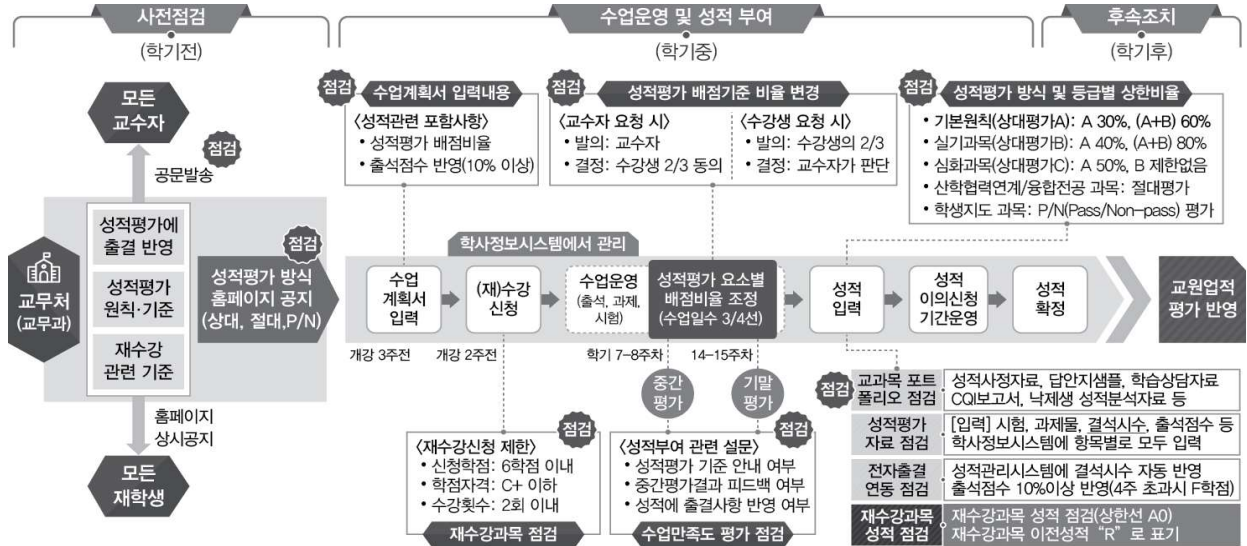 사전점검
(학기전)
수업운영 및 성적 부여
(학기중)
후속조치
(학기후)
모든
교수자
점검
공문발송
교무처
(교무과)
성적평가에
출결 반영
성적평가
원칙·기준
재수강
관련 기준
홈페이지
상시공지
모든
재학생
점검
성적평가 방식
홈페이지 공지
(상대, 절대,P/N)
점검
수업계획서 입력내용
〈성적관련 포함사항〉
• 성적평가 배점비율
• 출석점수 반영(10% 이상)
점검
성적평가 배점기준 비율 변경
〈교수자 요청 시〉
• 발의: 교수자
• 결정: 수강생 2/3 동의
〈수강생 요청 시〉
• 발의: 수강생의 2/3
• 결정: 교수자가 판단
점검
성적평가 방식 및 등급별 상한비율
• 기본원칙(상대평가A): A 30%, (A+B) 60%
• 실기과목(상대평가B): A 40%, (A+B) 80%
• 심화과목(상대평가C): A 50%, B 제한없음
• 산학협력연계/융합전공 과목: 절대평가
• 학생지도 과목: P/N(Pass/Non-pass) 평가
학사정보시스템에서 관리
수업
계획서
입력
(재)수강
신청
수업운영
(출석, 과제,
시험)
성적평가 요소별
배점비율 조정
(수업일수 3/4선)
성적
입력
성적
이의신청
기간운영
성적
확정
교원업적
평가 반영
개강 3주전
개강 2주전
학기 7-8주차
14-15주차
중간
평가
기말
평가
점검
〈재수강신청 제한〉
• 신청학점: 6학점 이내
• 학점자격: C+ 이하
• 수강횟수: 2회 이내
재수강과목 점검
점검
〈성적부여 관련 설문〉
• 성적평가 기준 안내 여부
• 중간평가결과 피드백 여부
• 성적에 출결사항 반영 여부
수업만족도 평가 점검
점검
교과목 포트
폴리오 점검
성적사정자료, 답안지샘플, 학습상담자료
CQI보고서, 낙제생 성적분석자료 등
성적평가
자료 점검
[입력] 시험, 과제물, 결석시수, 출석점수 등
학사정보시스템에 항목별로 모두 입력
전자출결
연동 점검
성적관리시스템에 결석시수 자동 반영
출석점수 10%이상 반영(4주 초과시 F학점)
재수강과목
성적 점검
재수강과목 성적 점검(상한선 A0)
재수강과목 이전성적 “R” 로 표기